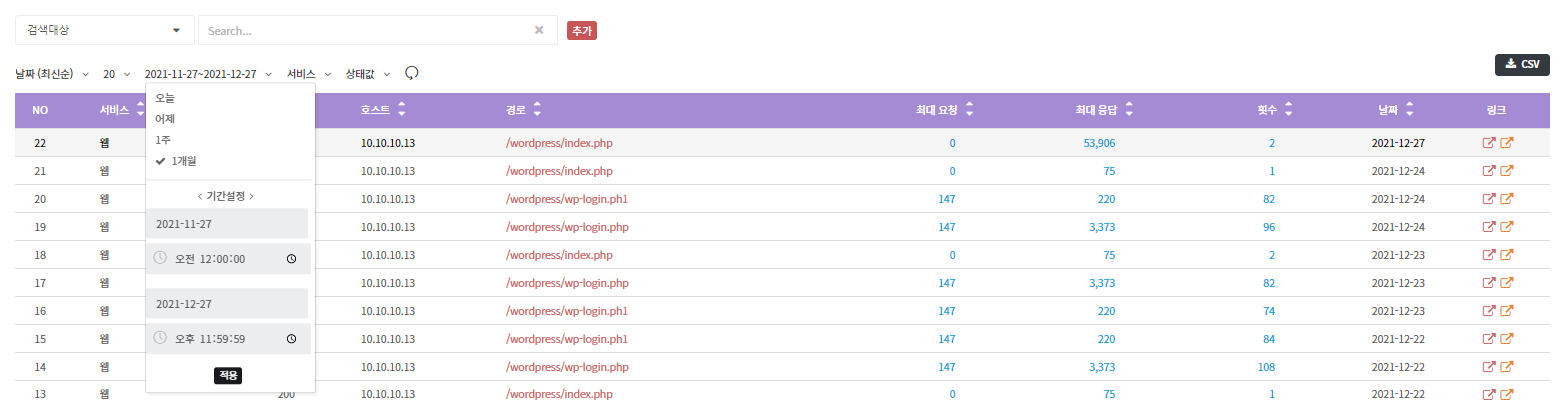 검색대상 Search... 추가
날짜 (최신순) 20 2021-11-27~2021-12-27 서비스 상태값 CSV
오늘
어제
1주
1개월
< 기간설정 >
2021-11-27
오전 12:00:00
2021-12-27
오후 11:59:59
적용
NO 서비스 호스트 경로 최대 요청 최대 응답 횟수 날짜 링크
22 웹 10.10.10.13 /wordpress/index.php 0 53,906 2 2021-12-27
21 웹 10.10.10.13 /wordpress/index.php 0 75 1 2021-12-24
20 웹 10.10.10.13 /wordpress/wp-login.ph1 147 220 82 2021-12-24
19 웹 10.10.10.13 /wordpress/wp-login.php 147 3,373 96 2021-12-24
18 웹 10.10.10.13 /wordpress/index.php 0 75 2 2021-12-23
17 웹 10.10.10.13 /wordpress/wp-login.php 147 3,373 82 2021-12-23
16 웹 10.10.10.13 /wordpress/wp-login.ph1 147 220 74 2021-12-23
15 웹 10.10.10.13 /wordpress/wp-login.ph1 147 220 84 2021-12-22
14 웹 10.10.10.13 /wordpress/wp-login.php 147 3,373 108 2021-12-22
13 웹 200 10.10.10.13 /wordpress/index.php 0 75 1 2021-12-22